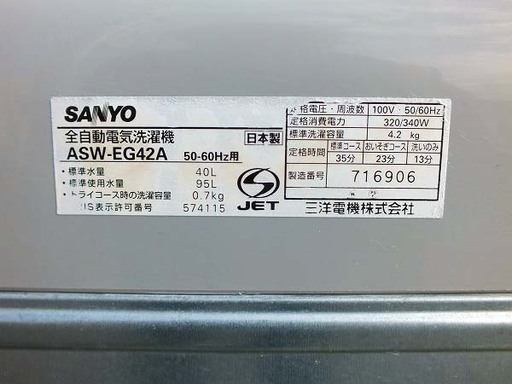 SANYO
全自動電気洗濯機
日本製
ASW-EG42A 50-60Hz用
・標準水量 40L
・標準使用水量 95L
・ドライコース時の洗濯容量 0.7kg
JIS表示許可番号 574115
S
JET
定格電圧・周波数 100V・50/60Hz
定格消費電力 320/340W
標準洗濯容量 4.2 kg
定格時間 標準コース おいそぎコース 洗いのみ
35分 23分 13分
製造番号 716906
三洋電機株式会社